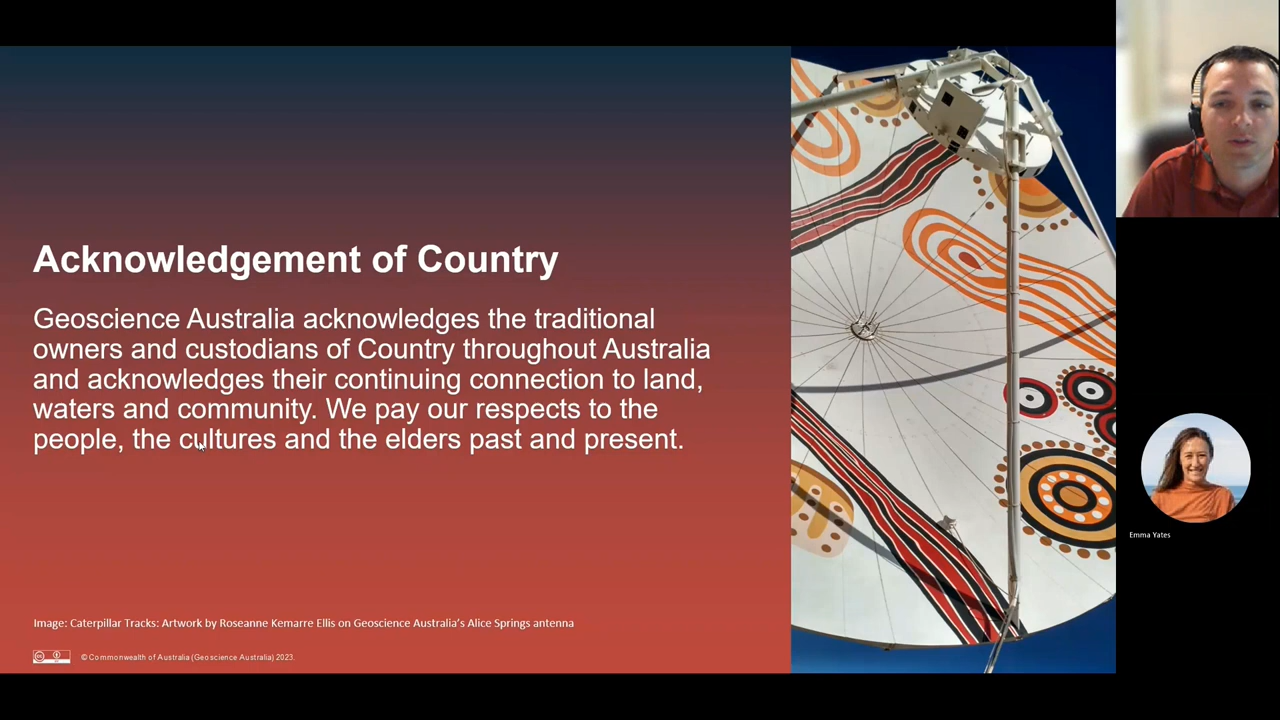 Acknowledgement of Country
Geoscience Australia acknowledges the traditional
owners and custodians of Country throughout Australia
and acknowledges their continuing connection to land,
waters and community. We pay our respects to the
people, the cultures and the elders past and present.
Image: Caterpillar Tracks: Artwork by Roseanne Kemarre Ellis on Geoscience Australia's Alice Springs antenna
© Commonwealth of Australia (Geoscience Australia) 2023.
Emma Yates